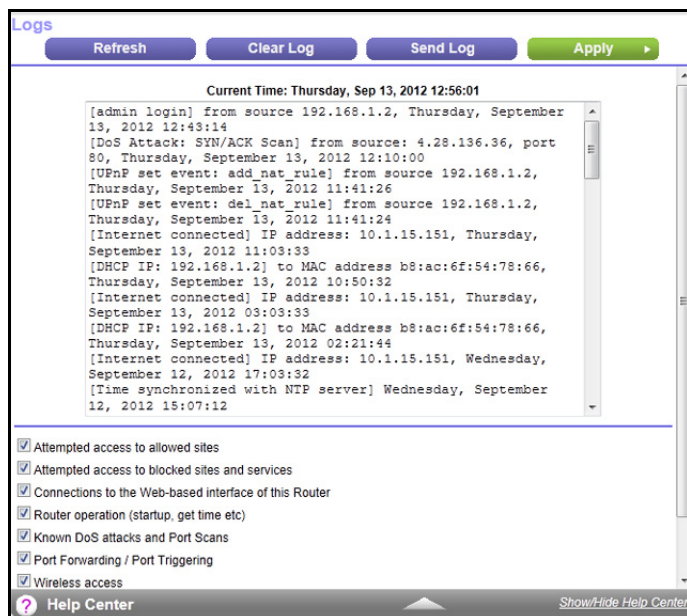 Logs
Refresh Clear Log Send Log Apply
Current Time: Thursday, Sep 13, 2012 12:56:01
[admin login] from source 192.168.1.2, Thursday, September
13, 2012 12:43:14
[DoS Attack: SYN/ACK Scan] from source: 4.28.136.36, port
80, Thursday, September 13, 2012 12:10:00
[UPnP set event: add_nat_rule] from source 192.168.1.2,
Thursday, September 13, 2012 11:41:26
[UPnP set event: del_nat_rule] from source 192.168.1.2,
Thursday, September 13, 2012 11:41:24
[Internet connected] IP address: 10.1.15.151, Thursday,
September 13, 2012 11:03:33
[DHCP IP: 192.168.1.2] to MAC address b8:ac:6f:54:78:66,
Thursday, September 13, 2012 10:50:32
[Internet connected] IP address: 10.1.15.151, Thursday,
September 13, 2012 03:03:33
[DHCP IP: 192.168.1.2] to MAC address b8:ac:6f:54:78:66,
Thursday, September 13, 2012 02:21:44
[Internet connected] IP address: 10.1.15.151, Wednesday,
September 12, 2012 17:03:32
[Time synchronized with NTP server] Wednesday, September
12, 2012 15:07:12
Attempted access to allowed sites
Attempted access to blocked sites and services
Connections to the Web-based interface of this Router
Router operation (startup, get time etc)
Known DoS attacks and Port Scans
Port Forwarding / Port Triggering
Wireless access
? Help Center Show/Hide Help Center